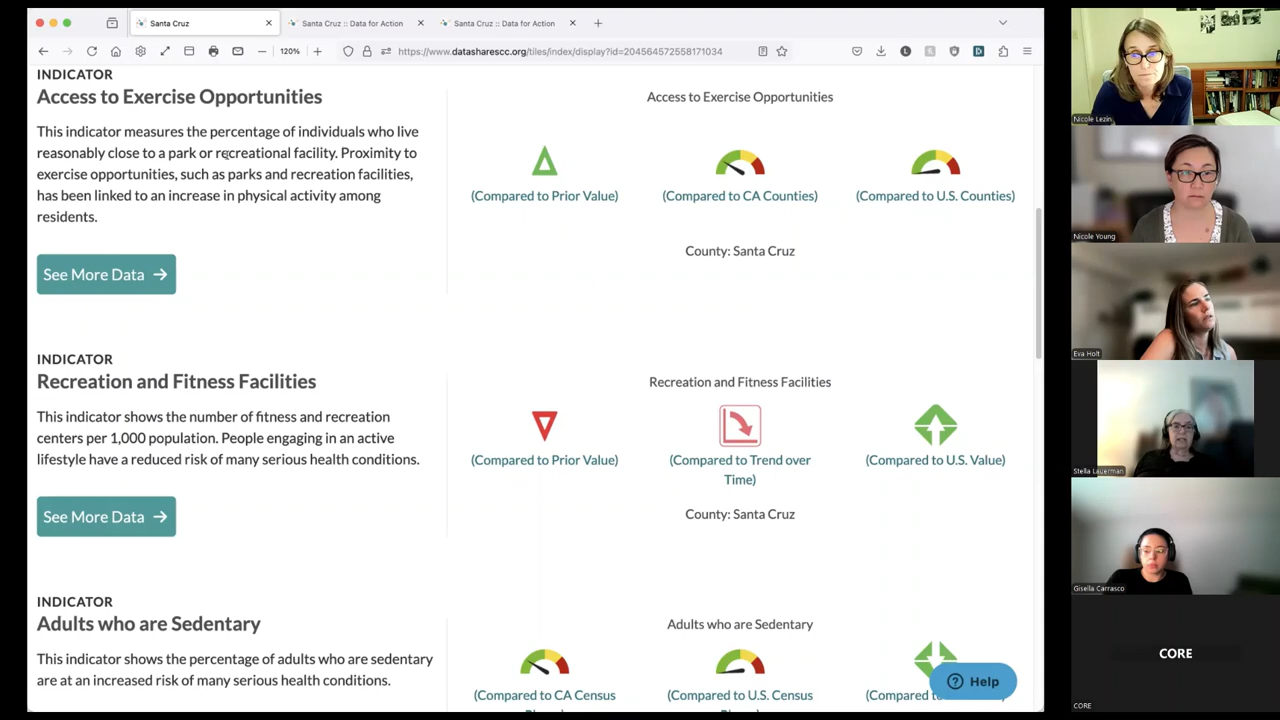 Santa Cruz
Santa Cruz :: Data for Action
Santa Cruz :: Data for Action
120%
https://www.datasharescc.org/tiles/index/display?id=204564572558171034
INDICATOR
Access to Exercise Opportunities
This indicator measures the percentage of individuals who live
reasonably close to a park or recreational facility. Proximity to
exercise opportunities, such as parks and recreation facilities,
has been linked to an increase in physical activity among
residents.
See More Data
Access to Exercise Opportunities
(Compared to Prior Value)
(Compared to CA Counties)
(Compared to U.S. Counties)
County: Santa Cruz
INDICATOR
Recreation and Fitness Facilities
This indicator shows the number of fitness and recreation
centers per 1,000 population. People engaging in an active
lifestyle have a reduced risk of many serious health conditions.
See More Data
Recreation and Fitness Facilities
(Compared to Prior Value)
(Compared to Trend over
Time)
(Compared to U.S. Value)
County: Santa Cruz
INDICATOR
Adults who are Sedentary
This indicator shows the percentage of adults who are sedentary
are at an increased risk of many serious health conditions.
Adults who are Sedentary
(Compared to CA Census
(Compared to U.S. Census
(Compared to
Help
Nicole Lezin
Nicole Young
Eva Holt
Stella Lauerman
Gisella Carrasco
CORE
CORE